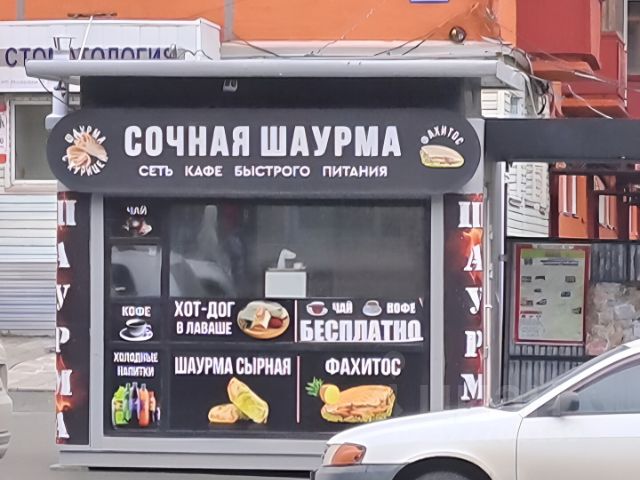 СТОМАТОЛОГИЯ
СОЧНАЯ ШАУРМА
СЕТЬ КАФЕ БЫСТРОГО ПИТАНИЯ
ФАХИТОС
ШАУРМА
ЧАЙ
КОФЕ
ХОТ-ДОГ
В ЛАВАШЕ
ЧАЙ КОФЕ
БЕСПЛАТНО
ХОЛОДНЫЕ
НАПИТКИ
ШАУРМА СЫРНАЯ
ФАХИТОС
ШАУРМА